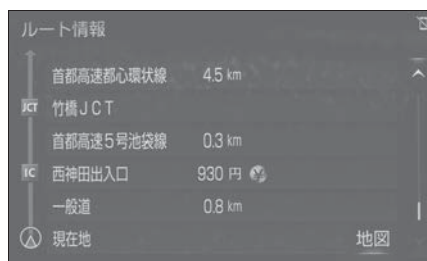 ルート情報
首都高速都心環状線 4.5 km
JCT 竹橋JCT
首都高速5号池袋線 0.3 km
IC 西神田出入口 930 円
一般道 0.8 km
現在地 地図